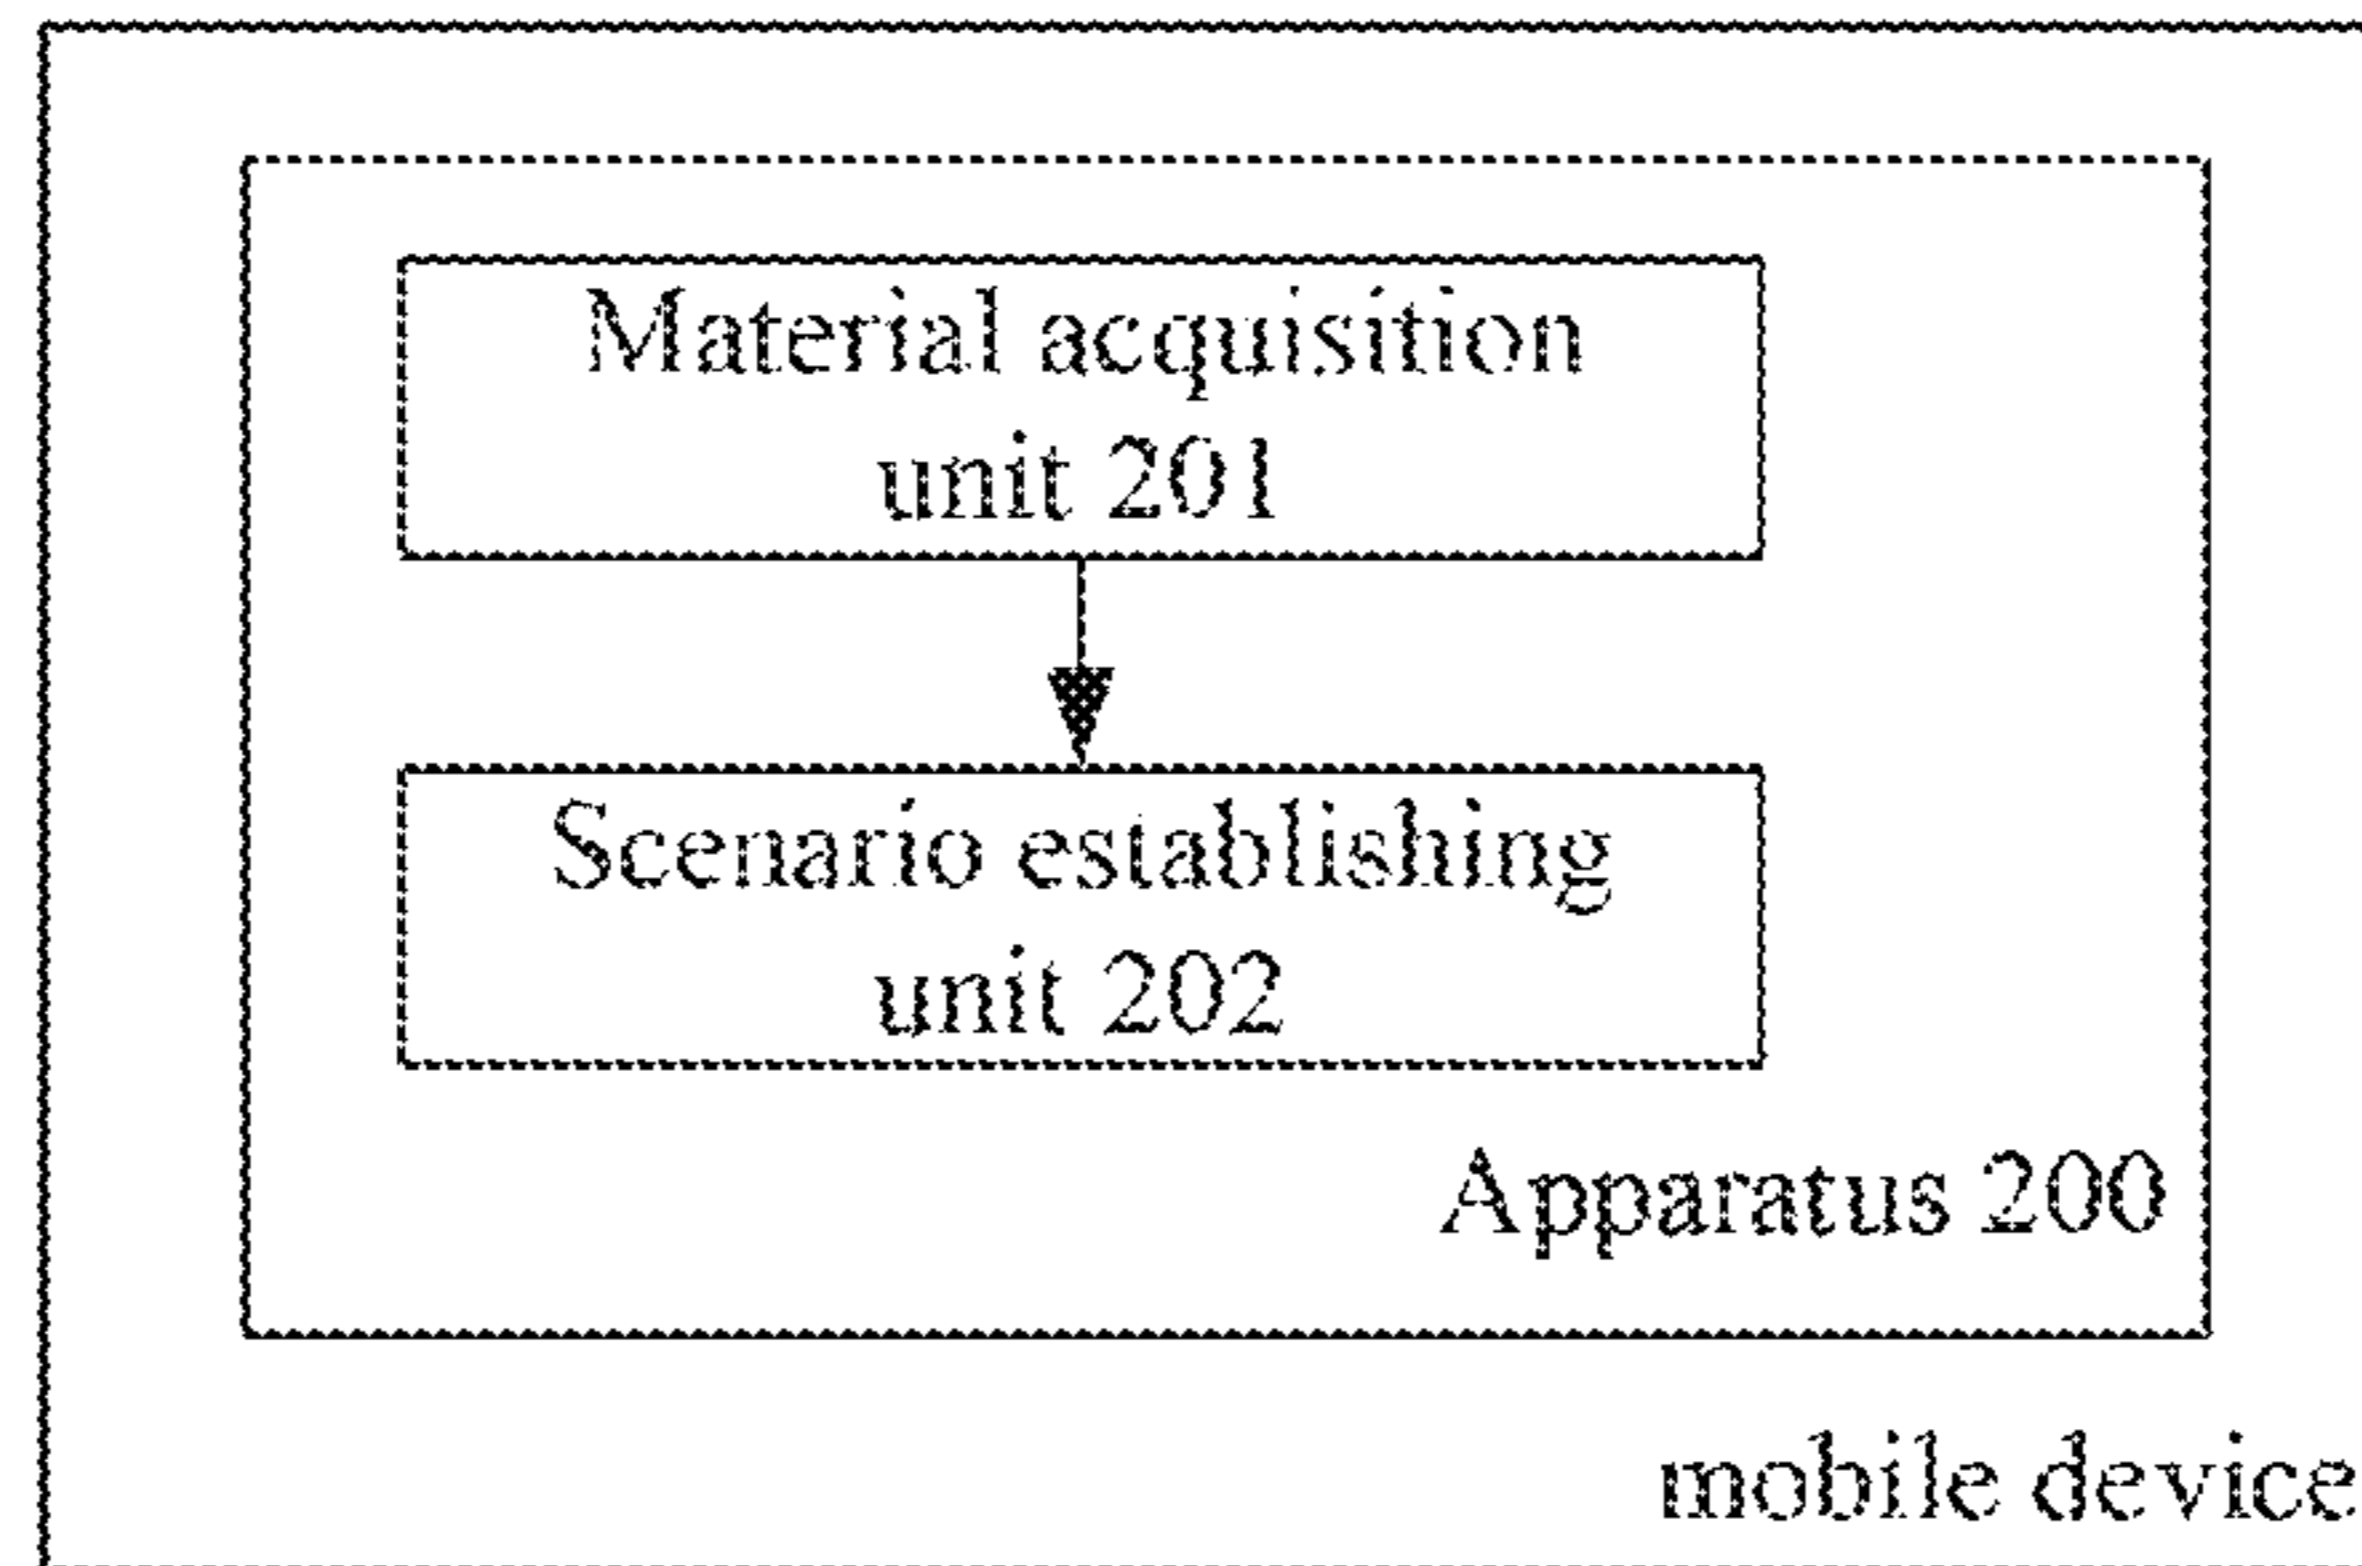 Material acquisition
unit 201
Scenario establishing
unit 202
Apparatus 200
mobile device